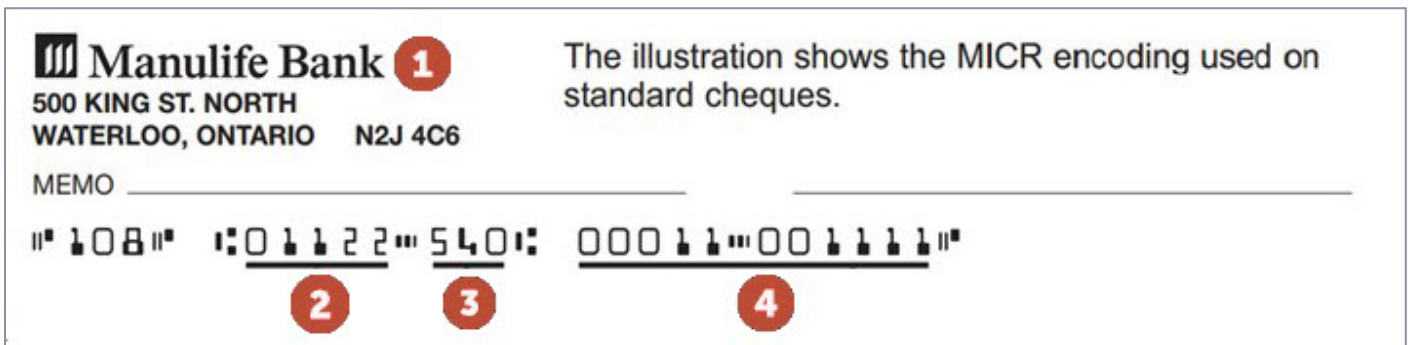 Manulife Bank 1
500 KING ST. NORTH
WATERLOO, ONTARIO N2J 4C6
The illustration shows the MICR encoding used on
standard cheques.
MEMO
⑈108⑈ ⑆01122⑉540⑆ 00011⑉001111⑈
2 3 4